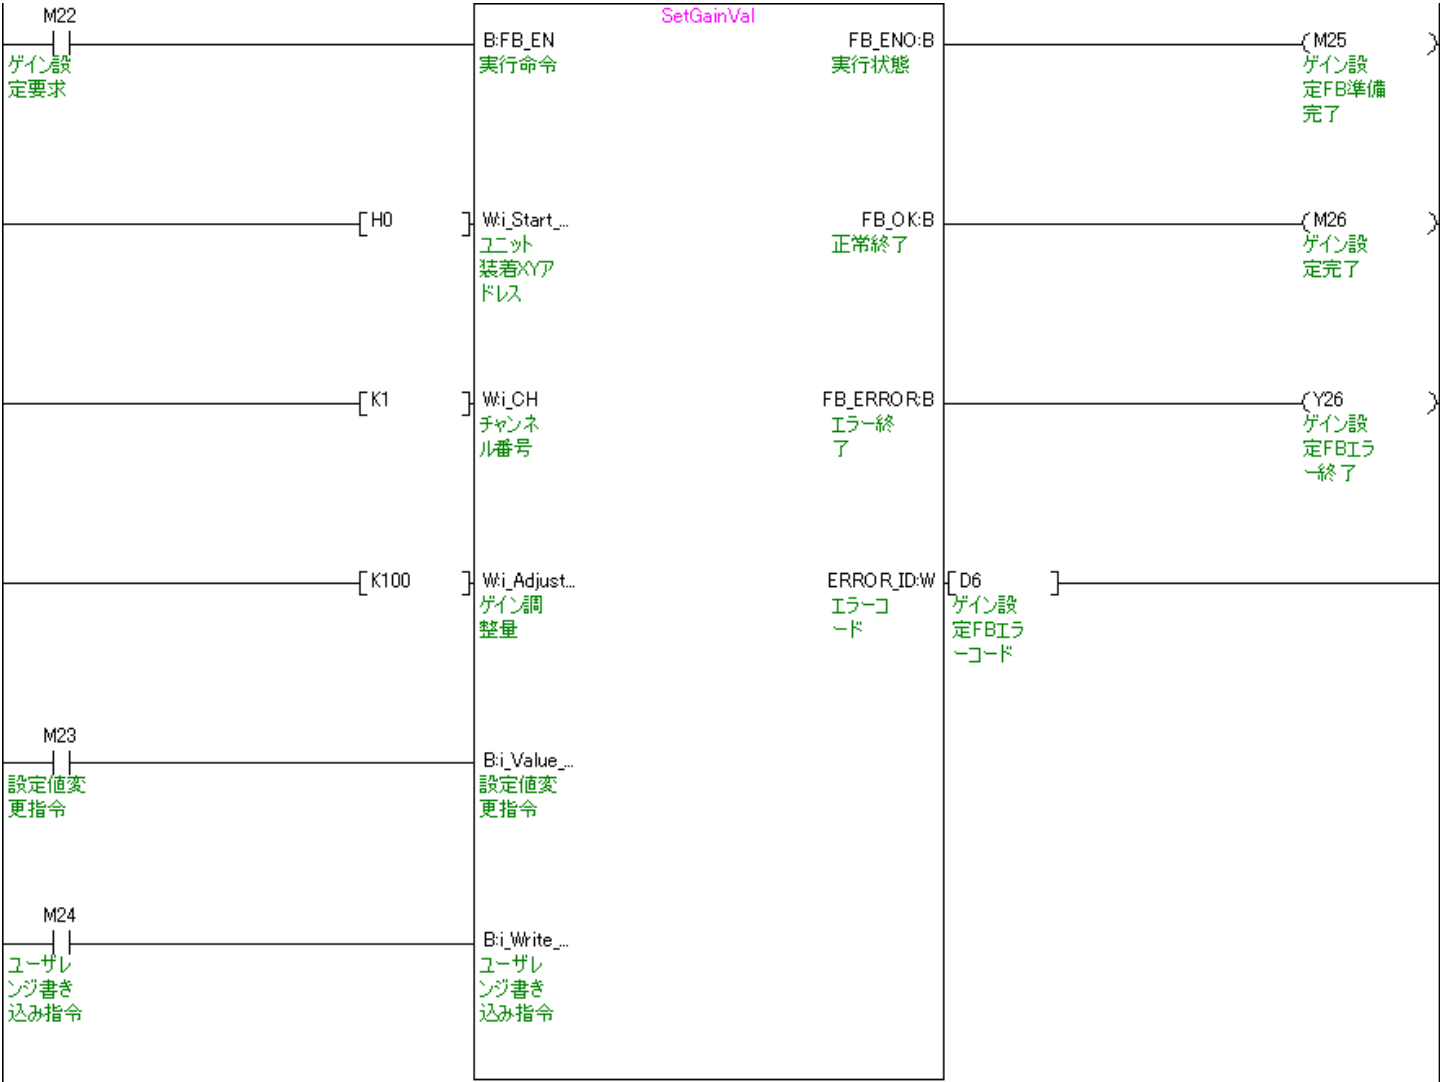 SetGainVal
M22
B:FB_EN
FB_ENO:B
M25
ゲイン設
定要求
実行命令
実行状態
ゲイン設
定FB準備
完了
H0
W:i_Start_...
FB_OK:B
M26
ユニット
装着XYア
ドレス
正常終了
ゲイン設
定完了
K1
W:i_CH
FB_ERROR:B
Y26
チャンネ
ル番号
エラー終
了
ゲイン設
定FBエラ
ー終了
K100
W:i_Adjust...
ERROR_ID:W
D6
ゲイン調
整量
エラーコ
ード
ゲイン設
定FBエラ
ーコード
M23
B:i_Value_...
設定値変
更指令
設定値変
更指令
M24
B:i_Write_...
ユーザレ
ンジ書き
込み指令
ユーザレ
ンジ書き
込み指令